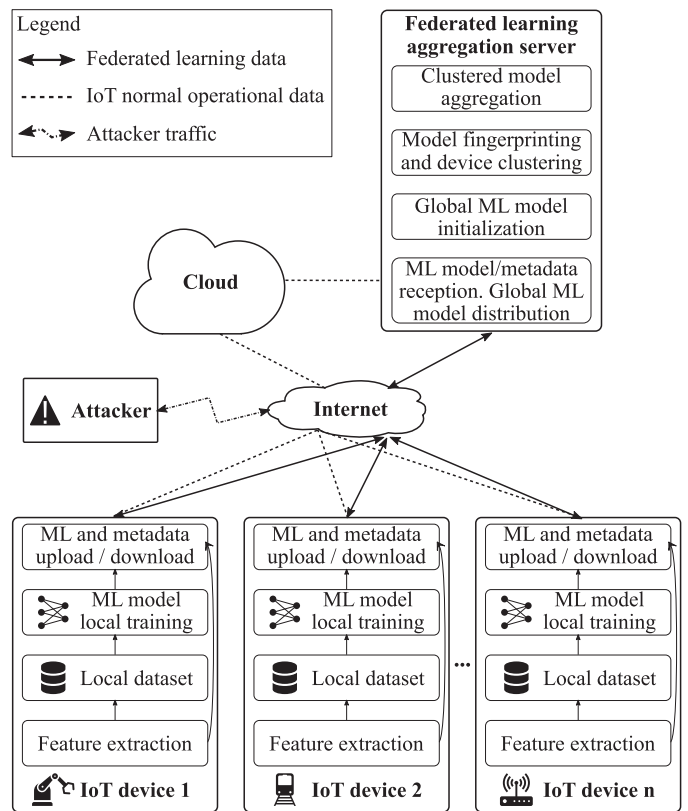 Legend
Federated learning data
IoT normal operational data
Attacker traffic
Federated learning
aggregation server
Clustered model
aggregation
Model fingerprinting
and device clustering
Global ML model
initialization
ML model/metadata
reception. Global ML
model distribution
Cloud
Attacker
Internet
ML and metadata
upload / download
ML model
local training
Local dataset
Feature extraction
IoT device 1
ML and metadata
upload / download
ML model
local training
Local dataset
Feature extraction
IoT device 2
...
ML and metadata
upload / download
ML model
local training
Local dataset
Feature extraction
IoT device n